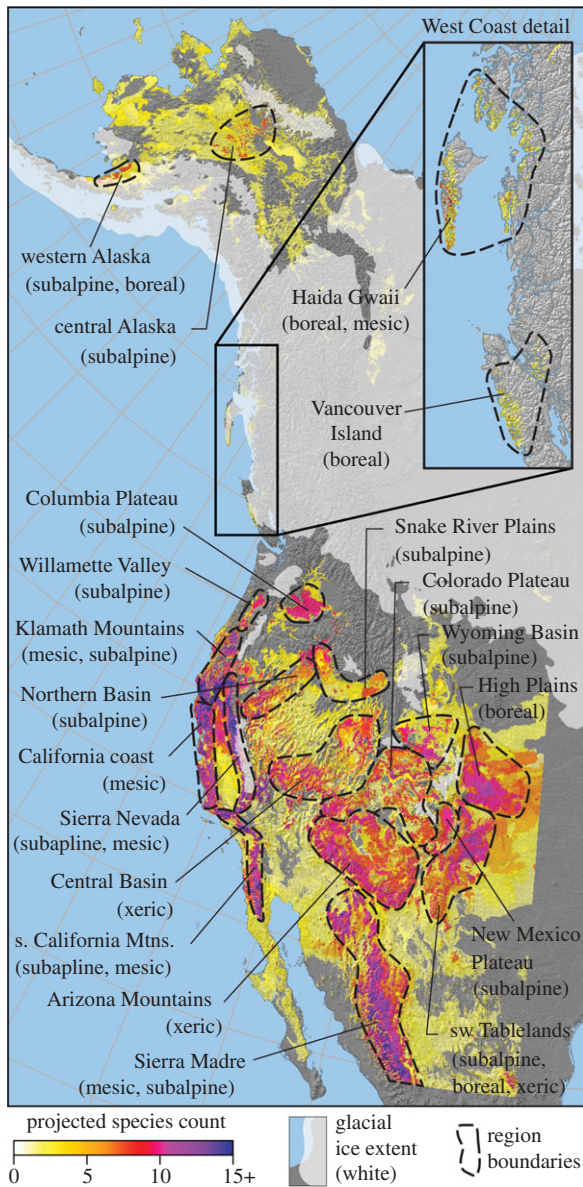 West Coast detail
western Alaska
(subalpine, boreal)
central Alaska
(subalpine)
Haida Gwaii
(boreal, mesic)
Vancouver
Island
(boreal)
Columbia Plateau
(subalpine)
Willamette Valley
(subalpine)
Klamath Mountains
(mesic, subalpine)
Northern Basin
(subalpine)
California coast
(mesic)
Sierra Nevada
(subapline, mesic)
Central Basin
(xeric)
s. California Mtns.
(subapline, mesic)
Arizona Mountains
(xeric)
Sierra Madre
(mesic, subalpine)
Snake River Plains
(subalpine)
Colorado Plateau
(subalpine)
Wyoming Basin
(subalpine)
High Plains
(boreal)
New Mexico
Plateau
(subalpine)
sw Tablelands
(subalpine,
boreal, xeric)
projected species count
0 5 10 15+
glacial
ice extent
(white)
region
boundaries